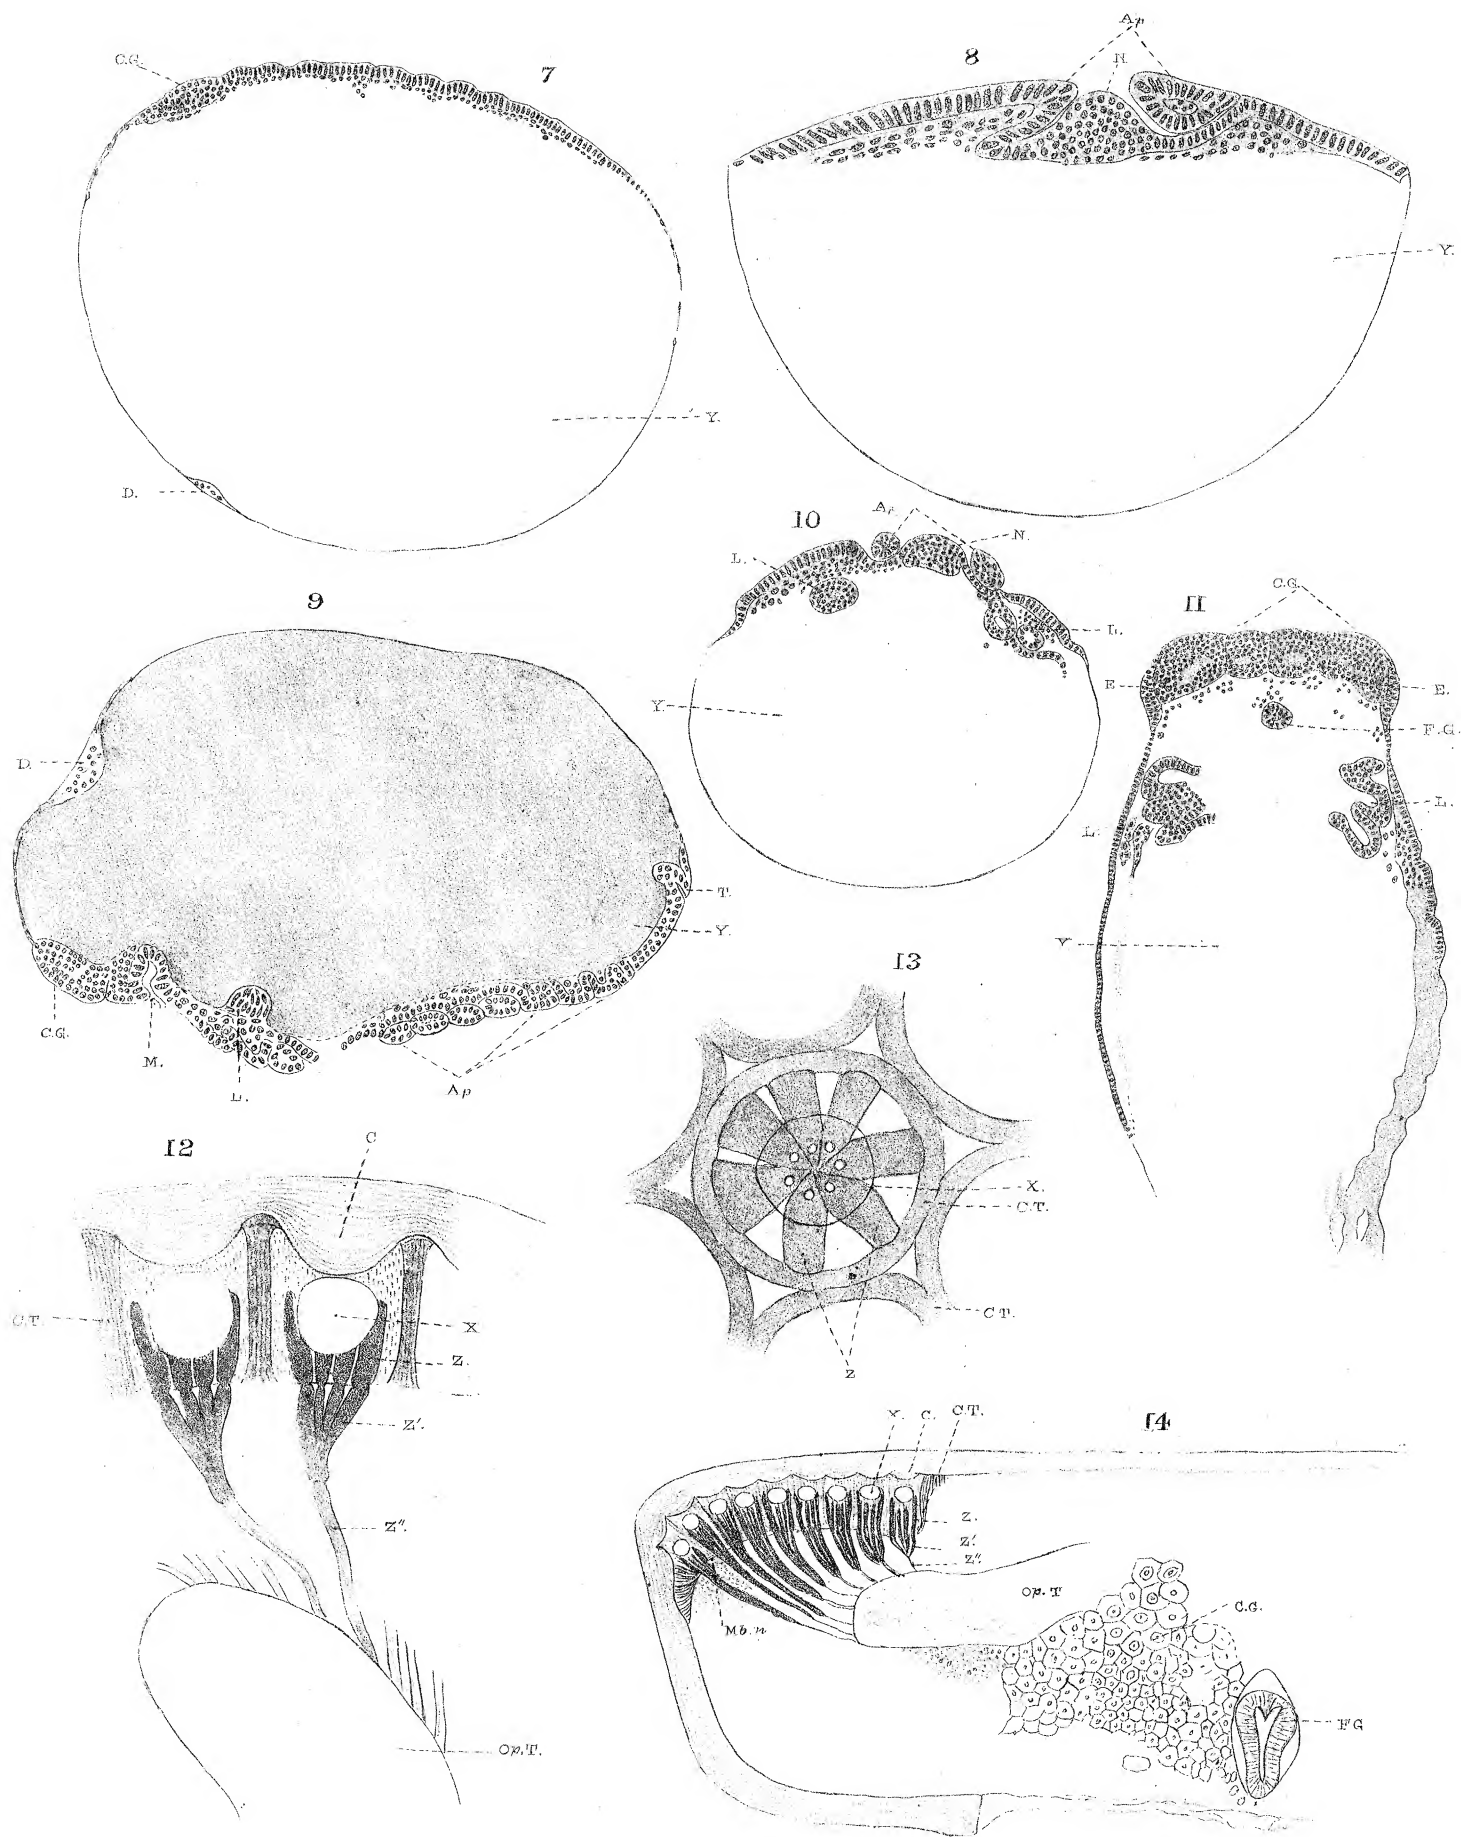 7
C.G.
Y.
D.
8
Ap
N.
Y.
9
D.
T.
Y.
C.G.
M.
L.
Ap
10
Ap
N.
L.
L.
Y.
11
C.G.
E
E.
F.G.
L.
L.
Y
12
C
C.T.
X
Z.
Z'.
Z".
Op.T.
13
X.
C.T.
C T.
Z
14
X.
C.
C.T.
Z.
Z'.
Z".
Op. T
C.G.
Mb.n
F G